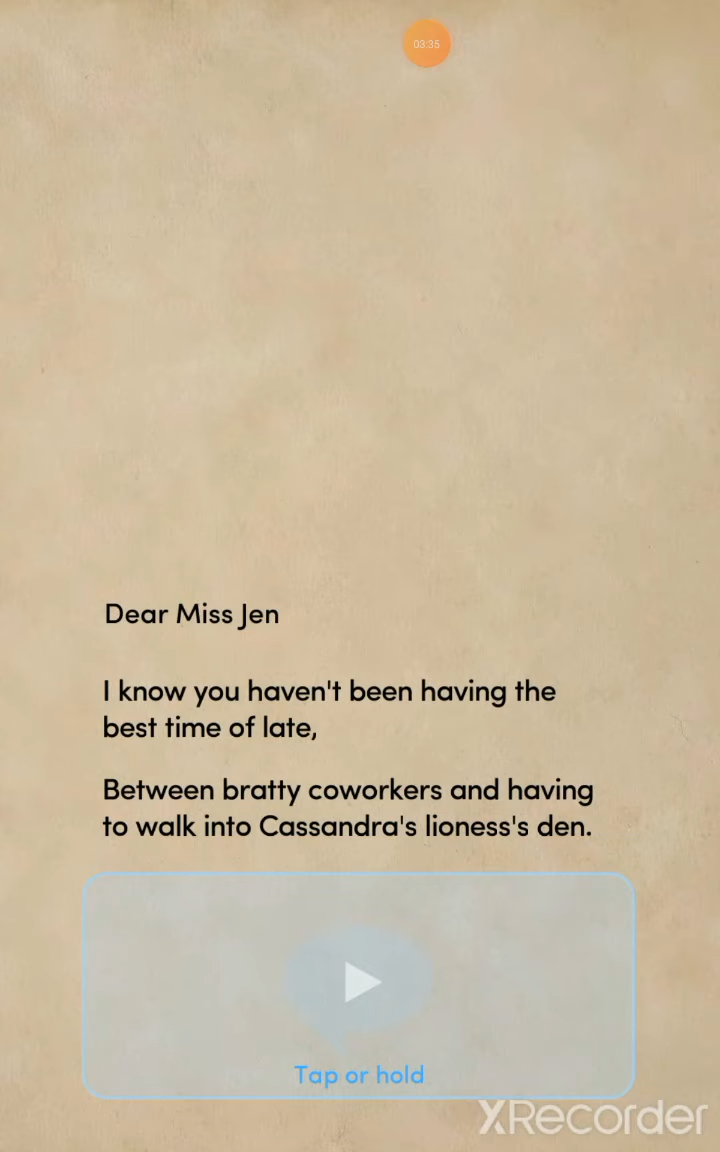 03:35
Dear Miss Jen
I know you haven't been having the
best time of late,
Between bratty coworkers and having
to walk into Cassandra's lioness's den.
Tap or hold
XRecorder